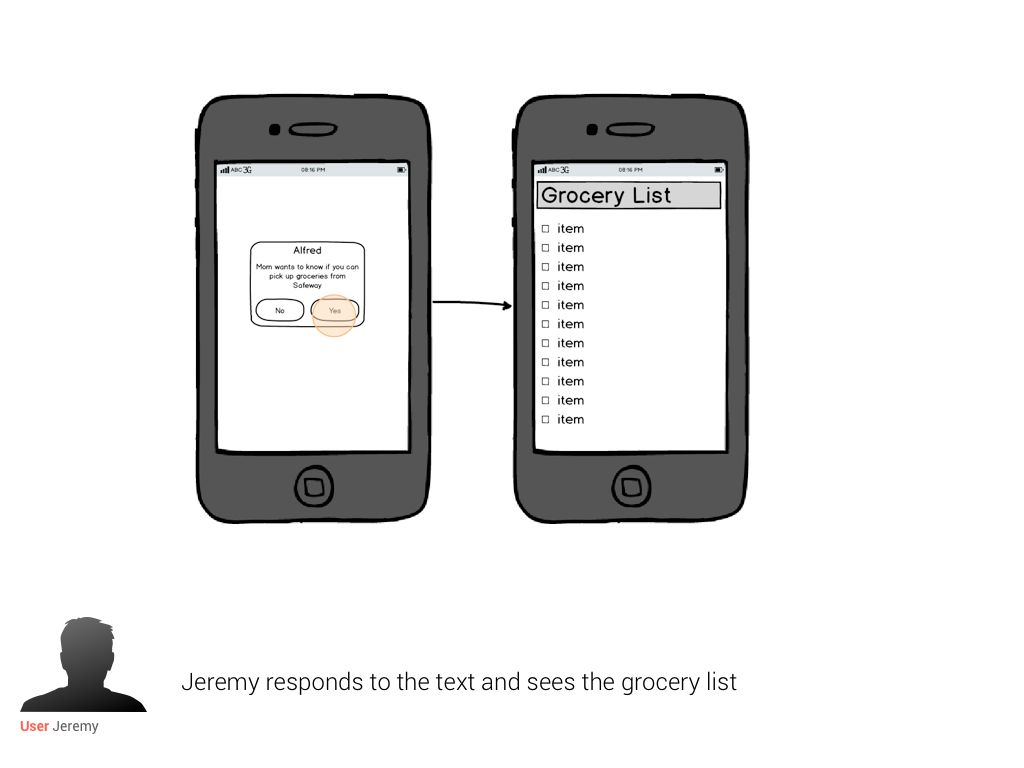 ABC 3G 08:16 PM
Alfred
Mom wants to know if you can
pick up groceries from
Safeway
No Yes
ABC 3G 08:16 PM
Grocery List
item
item
item
item
item
item
item
item
item
item
item
Jeremy responds to the text and sees the grocery list
User Jeremy